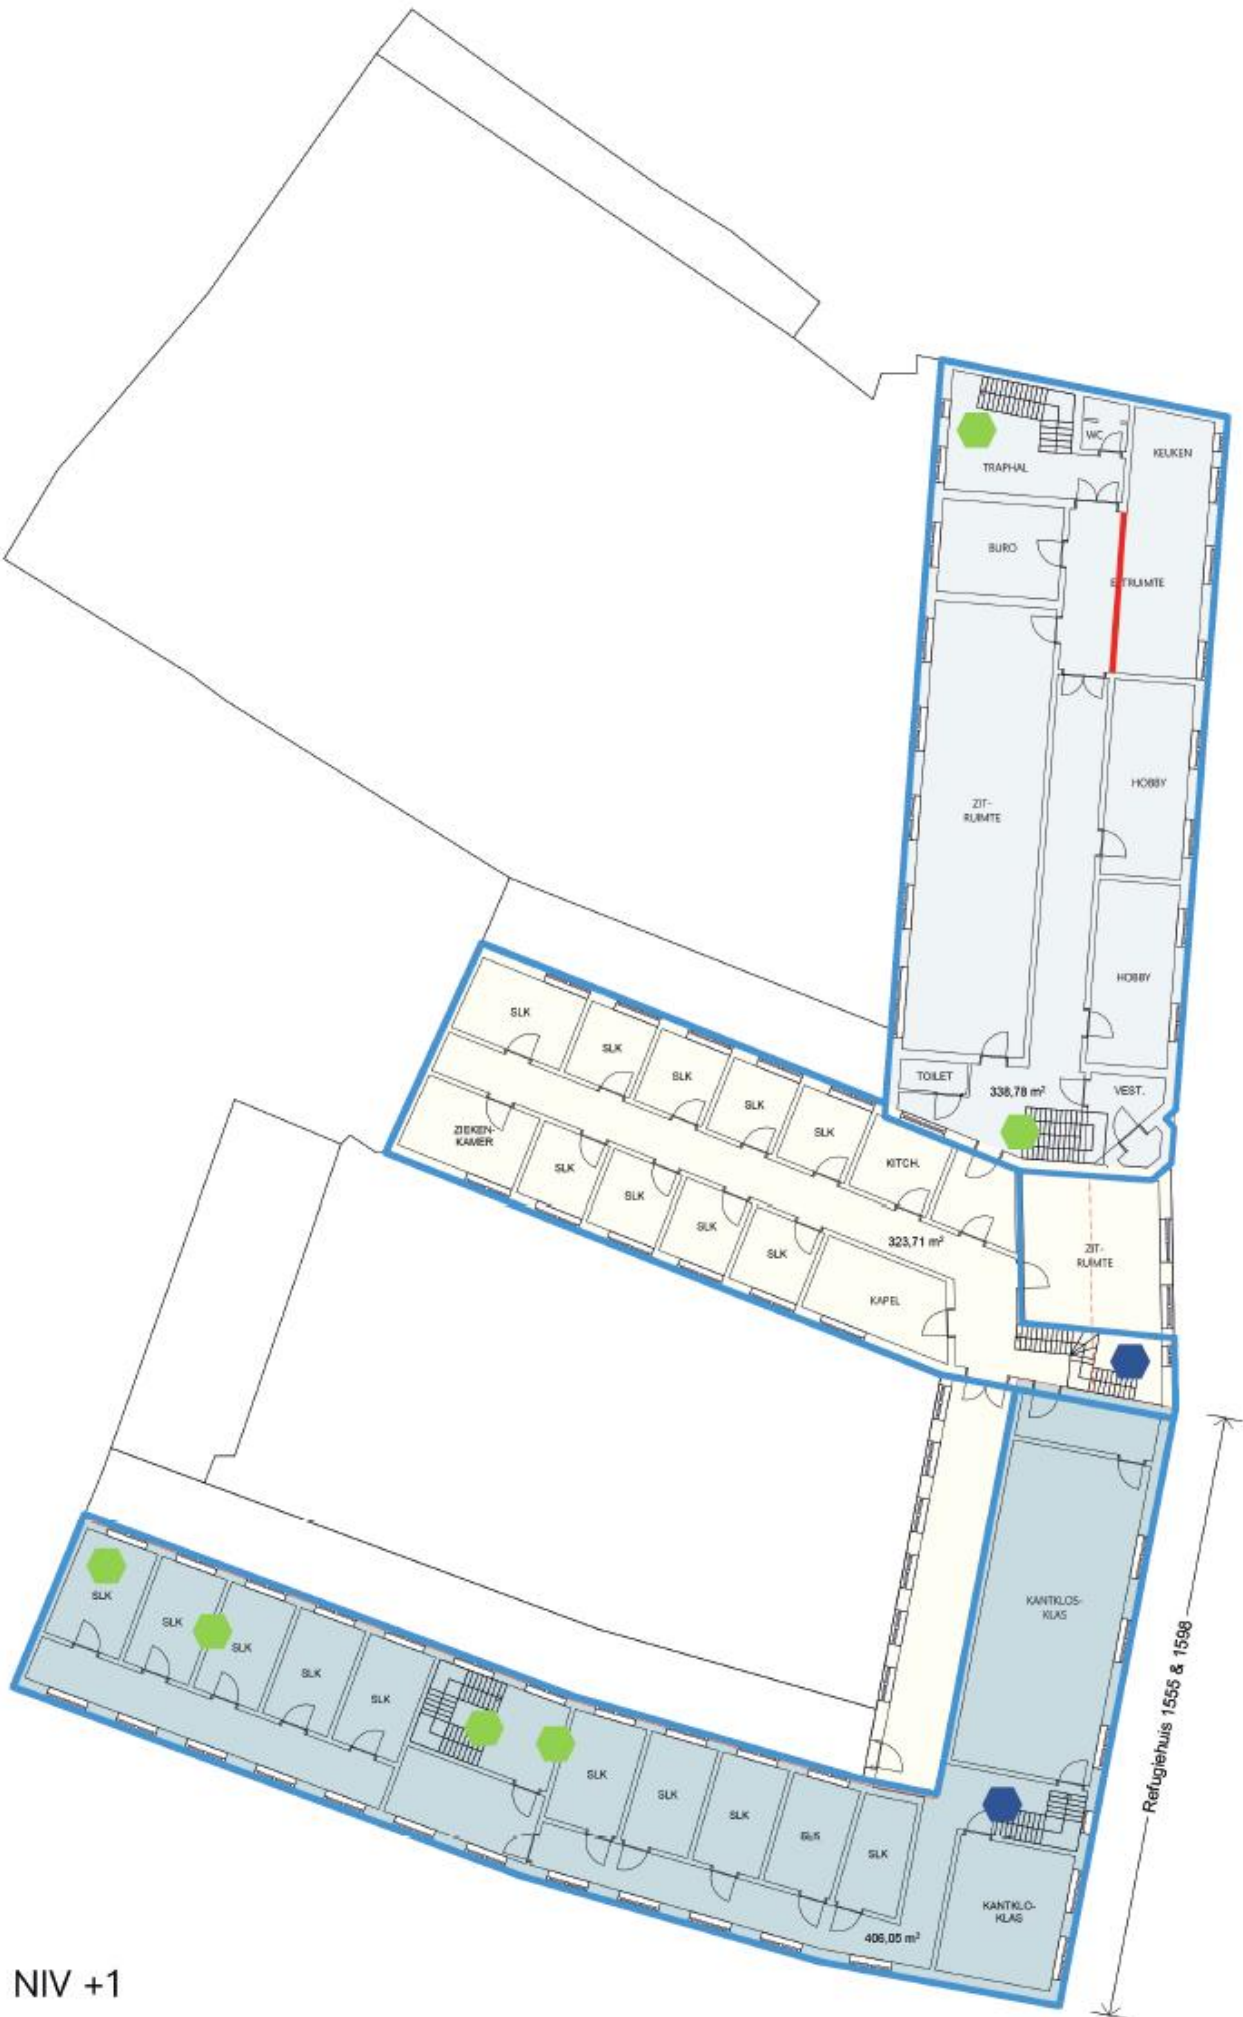 WC
KEUKEN
TRAPHAL
BURO
HOBBY
ZIT-
RUIMTE
HOBBY
SLK
TOILET
338,78 m²
VEST.
SLK
SLK
SLK
ZIEKEN-
KAMER
SLK
KITCH.
SLK
SLK
SLK
323,71 m²
SLK
ZIT-
RUIMTE
KAPEL
SLK
KANTKLOS-
KLAS
SLK
SLK
SLK
SLK
Refugiehuis 1555 & 1598
SLK
SLK
SLK
SLK
KANTKLO-
KLAS
406,05 m²
NIV +1